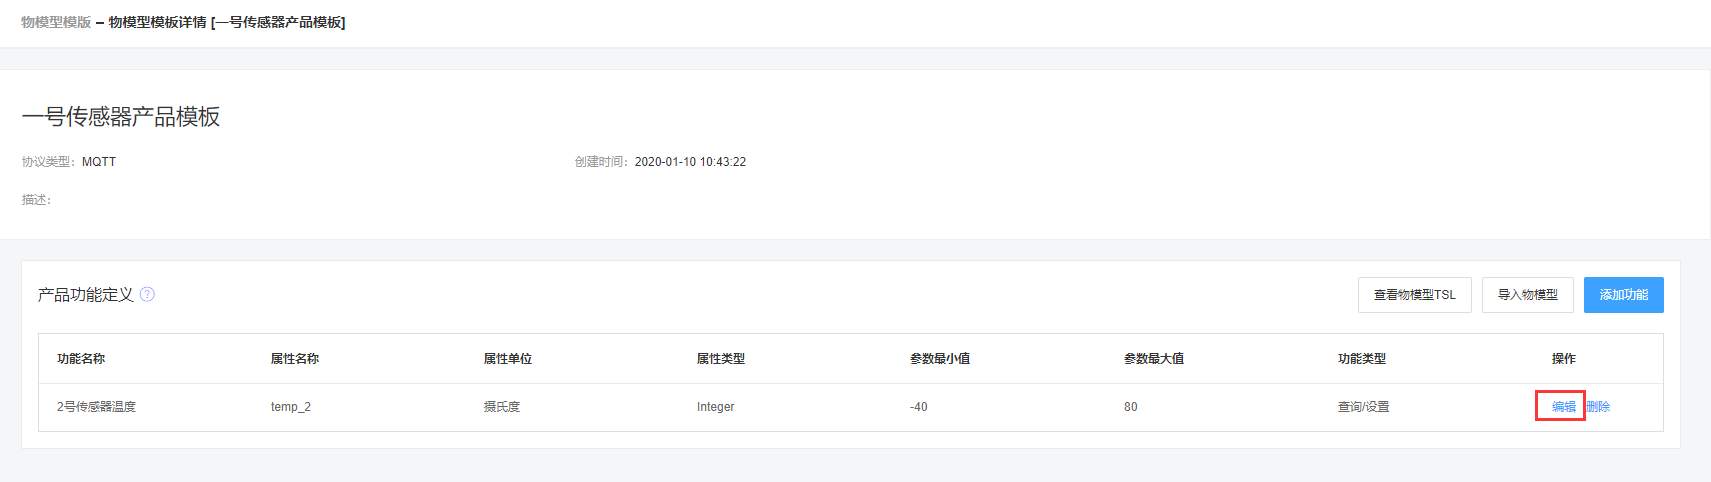 物模型模版 – 物模型模板详情 [一号传感器产品模板]
一号传感器产品模板
协议类型: MQTT 创建时间: 2020-01-10 10:43:22
描述:
产品功能定义 ? 查看物模型TSL 导入物模型 添加功能
功能名称 属性名称 属性单位 属性类型 参数最小值 参数最大值 功能类型 操作
2号传感器温度 temp_2 摄氏度 Integer -40 80 查询/设置 编辑 删除